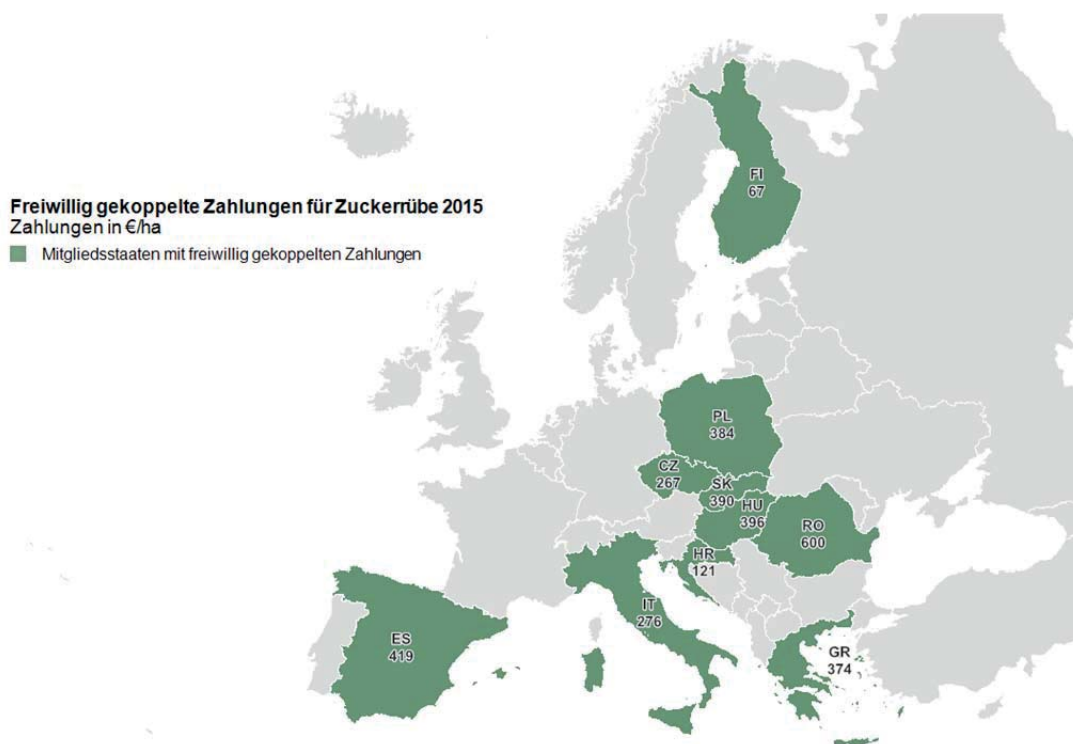 FI
67
Freiwillig gekoppelte Zahlungen für Zuckerrübe 2015
Zahlungen in €/ha
Mitgliedsstaaten mit freiwillig gekoppelten Zahlungen
PL
384
CZ
267
SK
390
HU
396
RO
600
HR
121
IT
276
ES
419
GR
374